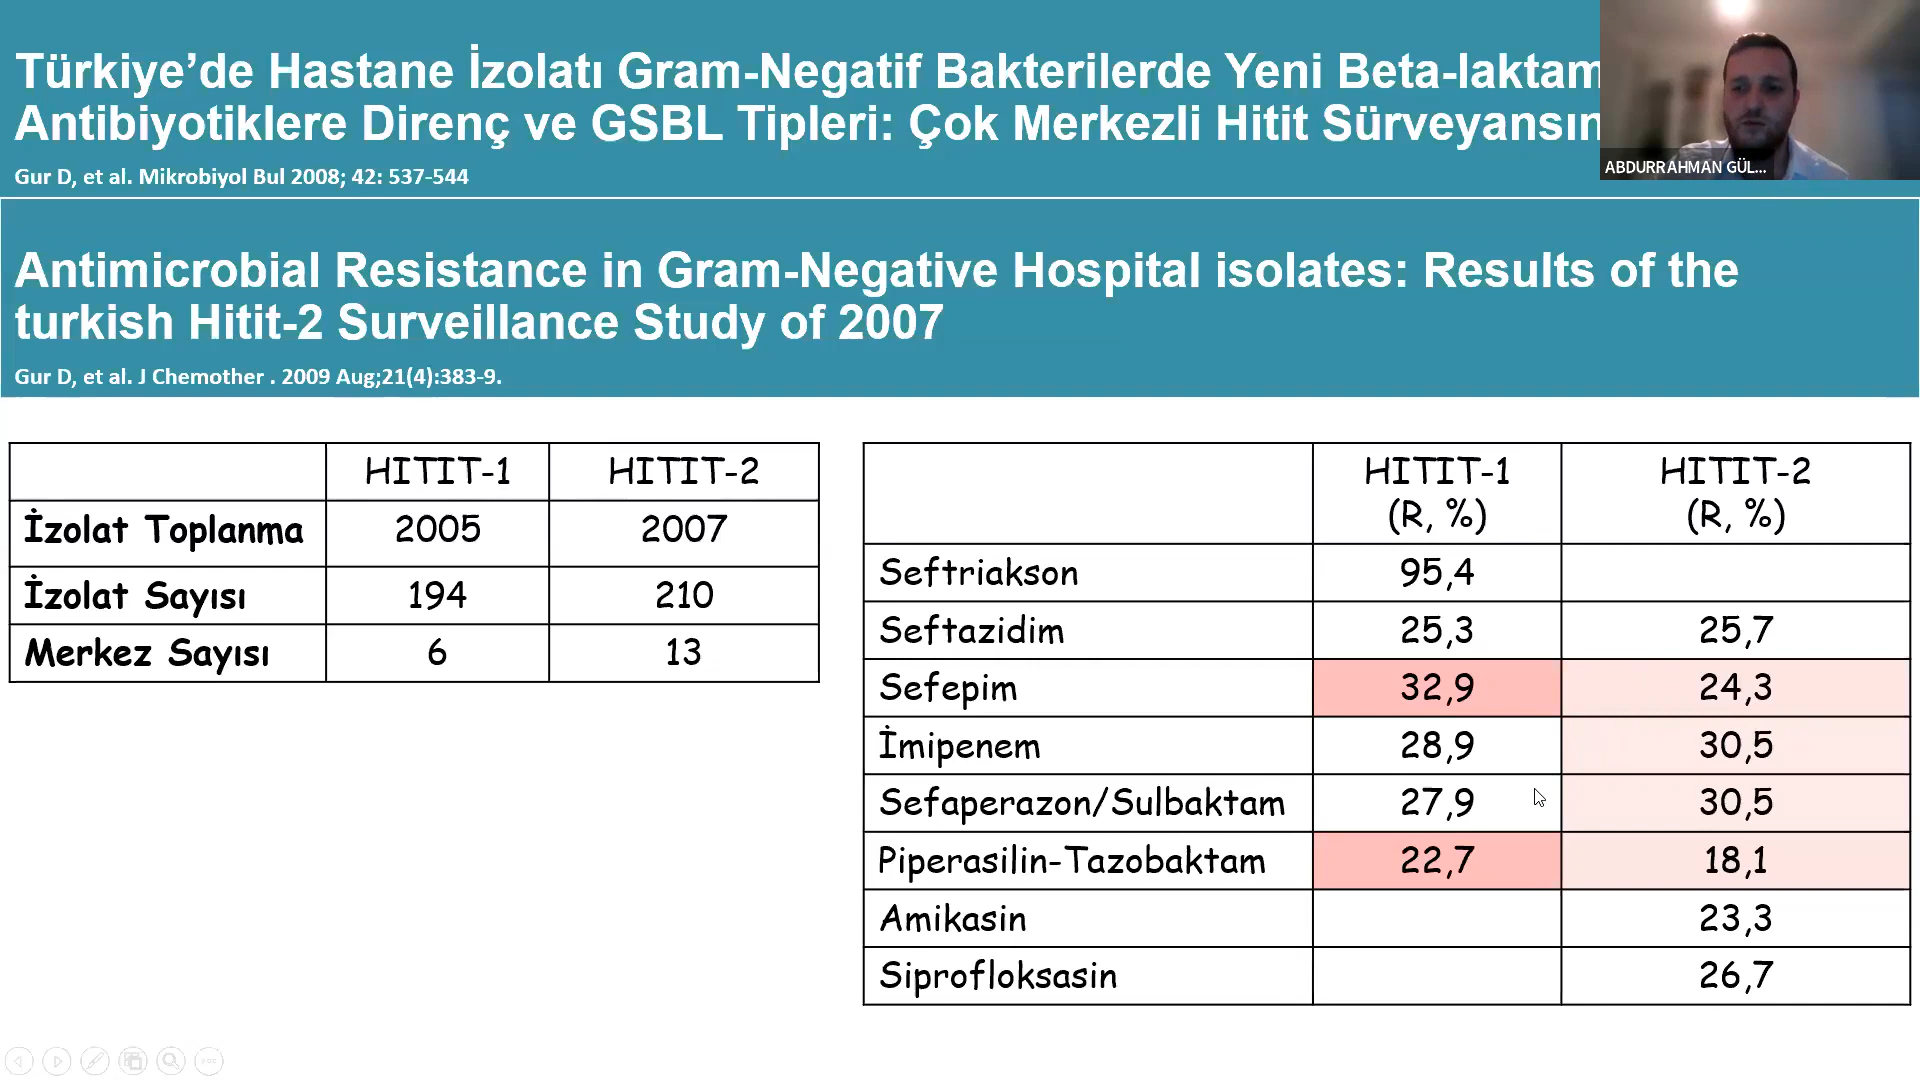 Türkiye’de Hastane İzolatı Gram-Negatif Bakterilerde Yeni Beta-laktam
Antibiyotiklere Direnç ve GSBL Tipleri: Çok Merkezli Hitit Sürveyansın
Gur D, et al. Mikrobiyol Bul 2008; 42: 537-544
ABDURRAHMAN GÜL...
Antimicrobial Resistance in Gram-Negative Hospital isolates: Results of the
turkish Hitit-2 Surveillance Study of 2007
Gur D, et al. J Chemother . 2009 Aug;21(4):383-9.
HITIT-1 HITIT-2
İzolat Toplanma 2005 2007
İzolat Sayısı 194 210
Merkez Sayısı 6 13
HITIT-1 HITIT-2
(R, %) (R, %)
Seftriakson 95,4
Seftazidim 25,3 25,7
Sefepim 32,9 24,3
İmipenem 28,9 30,5
Sefaperazon/Sulbaktam 27,9 30,5
Piperasilin-Tazobaktam 22,7 18,1
Amikasin 23,3
Siprofloksasin 26,7